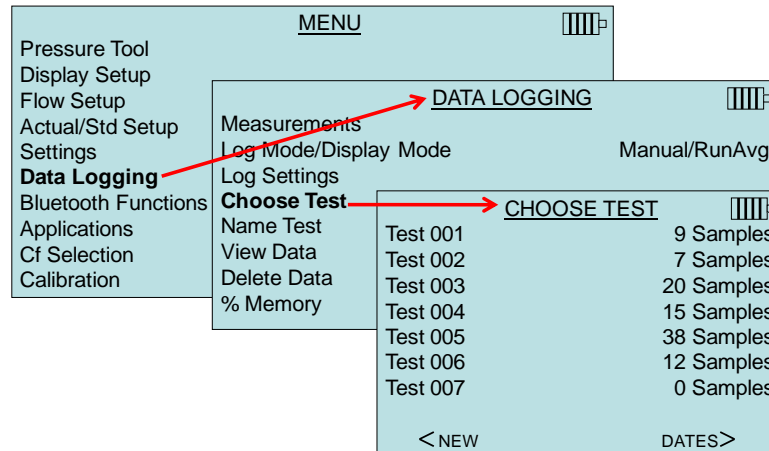 MENU
Pressure Tool
Display Setup
Flow Setup
Actual/Std Setup
Settings
Data Logging
Bluetooth Functions
Applications
Cf Selection
Calibration
DATA LOGGING
Measurements
Log Mode/Display Mode Manual/RunAvg
Log Settings
Choose Test
Name Test
View Data
Delete Data
% Memory
CHOOSE TEST
Test 001 9 Samples
Test 002 7 Samples
Test 003 20 Samples
Test 004 15 Samples
Test 005 38 Samples
Test 006 12 Samples
Test 007 0 Samples
<NEW DATES>